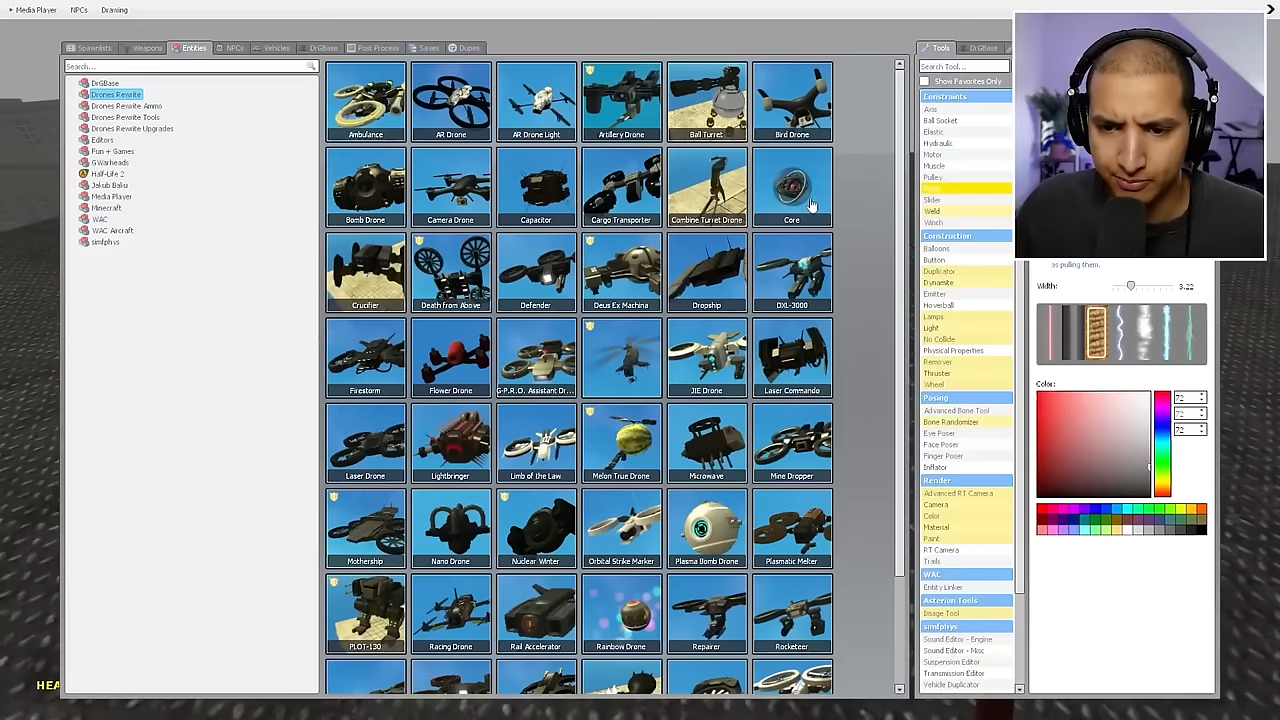 Media Player NPCs Drawing
Spawnlists Weapons Entities NPCs Vehicles DrGBase Post Process Saves Dupes
Search...
DrGBase
Drones Rewrite
Drones Rewrite Ammo
Drones Rewrite Tools
Drones Rewrite Upgrades
Editors
Fun + Games
GWarheads
Half-Life 2
Jakub Baku
Media Player
Minecraft
WAC
WAC Aircraft
simfphys
Ambulance AR Drone AR Drone Light Artillery Drone Ball Turret Bird Drone
Bomb Drone Camera Drone Capacitor Cargo Transporter Combine Turret Drone Core
Crucifier Death from Above Defender Deus Ex Machina Dropship DXL-3000
Firestorm Flower Drone G-P.R.O. Assistant Dr... JIE Drone Laser Commando
Laser Drone Lightbringer Limb of the Law Melon True Drone Microwave Mine Dropper
Mothership Nano Drone Nuclear Winter Orbital Strike Marker Plasma Bomb Drone Plasmatic Melter
PLOT-130 Racing Drone Rail Accelerator Rainbow Drone Repairer Rocketeer
Tools DrGBase
Search Tool...
Show Favorites Only
Constraints
Axis
Ball Socket
Elastic
Hydraulic
Motor
Muscle
Pulley
Slider
Weld
Winch
Construction
Balloons
Button
Duplicator
Dynamite
Emitter
Hoverball
Lamps
Light
No Collide
Physical Properties
Remover
Thruster
Wheel
Posing
Advanced Bone Tool
Bone Randomizer
Eye Poser
Face Poser
Finger Poser
Inflator
Render
Advanced RT Camera
Camera
Color
Material
Paint
RT Camera
Trails
WAC
Entity Linker
Asterion Tools
Image Tool
simfphys
Sound Editor - Engine
Sound Editor - Misc
Suspension Editor
Transmission Editor
Vehicle Duplicator
as pulling them.
Width: 3.22
Color:
72
72
72
HEA